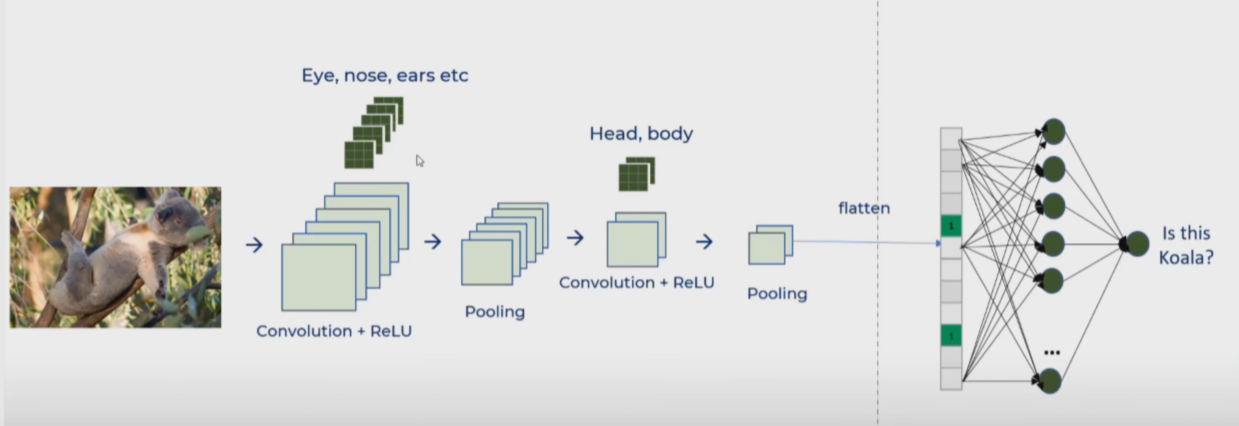 Eye, nose, ears etc
Convolution + ReLU
Pooling
Head, body
Convolution + ReLU
Pooling
flatten
1
1
...
Is this
Koala?